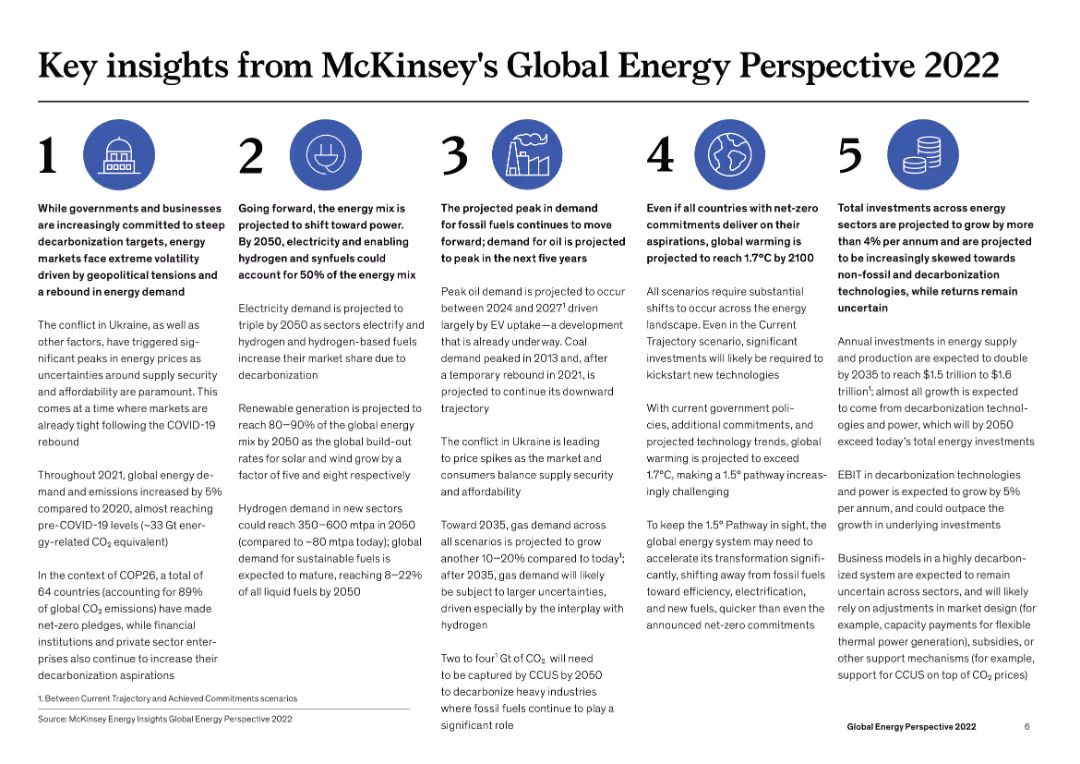 Key insights from McKinsey's Global Energy Perspective 2022
1
While governments and businesses
are increasingly committed to steep
decarbonization targets, energy
markets face extreme volatility
driven by geopolitical tensions and
a rebound in energy demand
The conflict in Ukraine, as well as
other factors, have triggered sig-
nificant peaks in energy prices as
uncertainties around supply security
and affordability are paramount. This
comes at a time where markets are
already tight following the COVID-19
rebound
Throughout 2021, global energy de-
mand and emissions increased by 5%
compared to 2020, almost reaching
pre-COVID-19 levels (~33 Gt ener-
gy-related CO₂ equivalent)
In the context of COP26, a total of
64 countries (accounting for 89%
of global CO₂ emissions) have made
net-zero pledges, while financial
institutions and private sector enter-
prises also continue to increase their
decarbonization aspirations
2
Going forward, the energy mix is
projected to shift toward power.
By 2050, electricity and enabling
hydrogen and synfuels could
account for 50% of the energy mix
Electricity demand is projected to
triple by 2050 as sectors electrify and
hydrogen and hydrogen-based fuels
increase their market share due to
decarbonization
Renewable generation is projected to
reach 80–90% of the global energy
mix by 2050 as the global build-out
rates for solar and wind grow by a
factor of five and eight respectively
Hydrogen demand in new sectors
could reach 350–600 mtpa in 2050
(compared to ~80 mtpa today); global
demand for sustainable fuels is
expected to mature, reaching 8–22%
of all liquid fuels by 2050
3
The projected peak in demand
for fossil fuels continues to move
forward; demand for oil is projected
to peak in the next five years
Peak oil demand is projected to occur
between 2024 and 2027¹ driven
largely by EV uptake—a development
that is already underway. Coal
demand peaked in 2013 and, after
a temporary rebound in 2021, is
projected to continue its downward
trajectory
The conflict in Ukraine is leading
to price spikes as the market and
consumers balance supply security
and affordability
Toward 2035, gas demand across
all scenarios is projected to grow
another 10–20% compared to today¹;
after 2035, gas demand will likely
be subject to larger uncertainties,
driven especially by the interplay with
hydrogen
Two to four¹ Gt of CO₂ will need
to be captured by CCUS by 2050
to decarbonize heavy industries
where fossil fuels continue to play a
significant role
4
Even if all countries with net-zero
commitments deliver on their
aspirations, global warming is
projected to reach 1.7°C by 2100
All scenarios require substantial
shifts to occur across the energy
landscape. Even in the Current
Trajectory scenario, significant
investments will likely be required to
kickstart new technologies
With current government poli-
cies, additional commitments, and
projected technology trends, global
warming is projected to exceed
1.7°C, making a 1.5° pathway increas-
ingly challenging
To keep the 1.5° Pathway in sight, the
global energy system may need to
accelerate its transformation signifi-
cantly, shifting away from fossil fuels
toward efficiency, electrification,
and new fuels, quicker than even the
announced net-zero commitments
5
Total investments across energy
sectors are projected to grow by more
than 4% per annum and are projected
to be increasingly skewed towards
non-fossil and decarbonization
technologies, while returns remain
uncertain
Annual investments in energy supply
and production are expected to double
by 2035 to reach $1.5 trillion to $1.6
trillion¹; almost all growth is expected
to come from decarbonization technol-
ogies and power, which will by 2050
exceed today's total energy investments
EBIT in decarbonization technologies
and power is expected to grow by 5%
per annum, and could outpace the
growth in underlying investments
Business models in a highly decarbon-
ized system are expected to remain
uncertain across sectors, and will likely
rely on adjustments in market design (for
example, capacity payments for flexible
thermal power generation), subsidies, or
other support mechanisms (for example,
support for CCUS on top of CO₂ prices)
1. Between Current Trajectory and Achieved Commitments scenarios
Source: McKinsey Energy Insights Global Energy Perspective 2022
Global Energy Perspective 2022
6